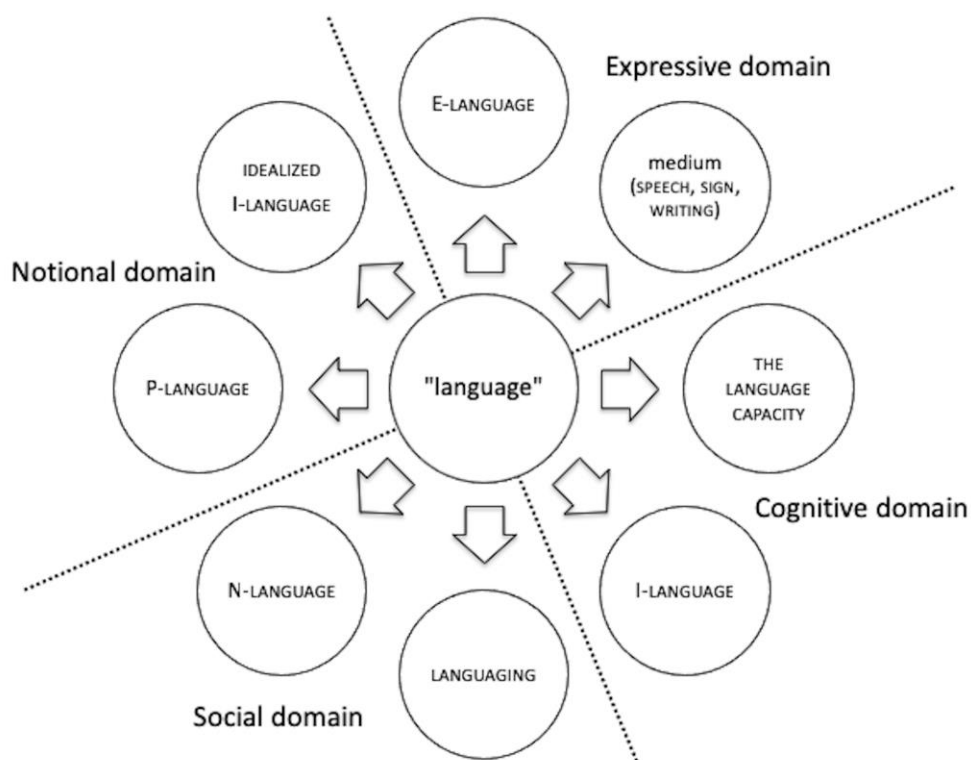 E-LANGUAGE
Expressive domain
medium
(SPEECH, SIGN,
WRITING)
IDEALIZED
I-LANGUAGE
Notional domain
P-LANGUAGE
"language"
THE
LANGUAGE
CAPACITY
Cognitive domain
N-LANGUAGE
I-LANGUAGE
LANGUAGING
Social domain